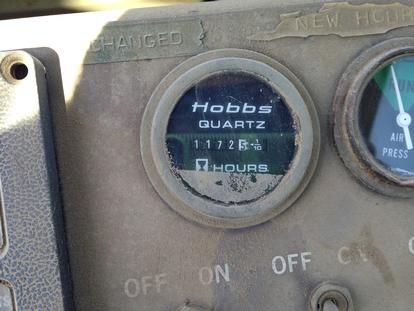 CHANGED
NEW HOUR
Hobbs
QUARTZ
1172
1/10
HOURS
AIR
PRESS
OFF ON OFF